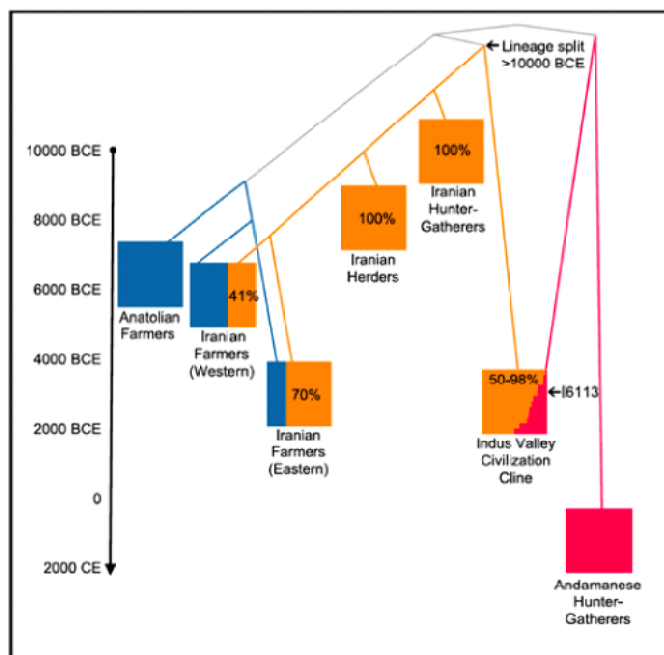 Lineage split
>10000 BCE
10000 BCE
100%
Iranian
Hunter-
Gatherers
8000 BCE
100%
Iranian
Herders
6000 BCE
Anatolian
Farmers
41%
Iranian
Farmers
(Western)
4000 BCE
70%
Iranian
Farmers
(Eastern)
50-98%
I6113
Indus Valley
Civilization
Cline
2000 BCE
0
2000 CE
Andamanese
Hunter-
Gatherers